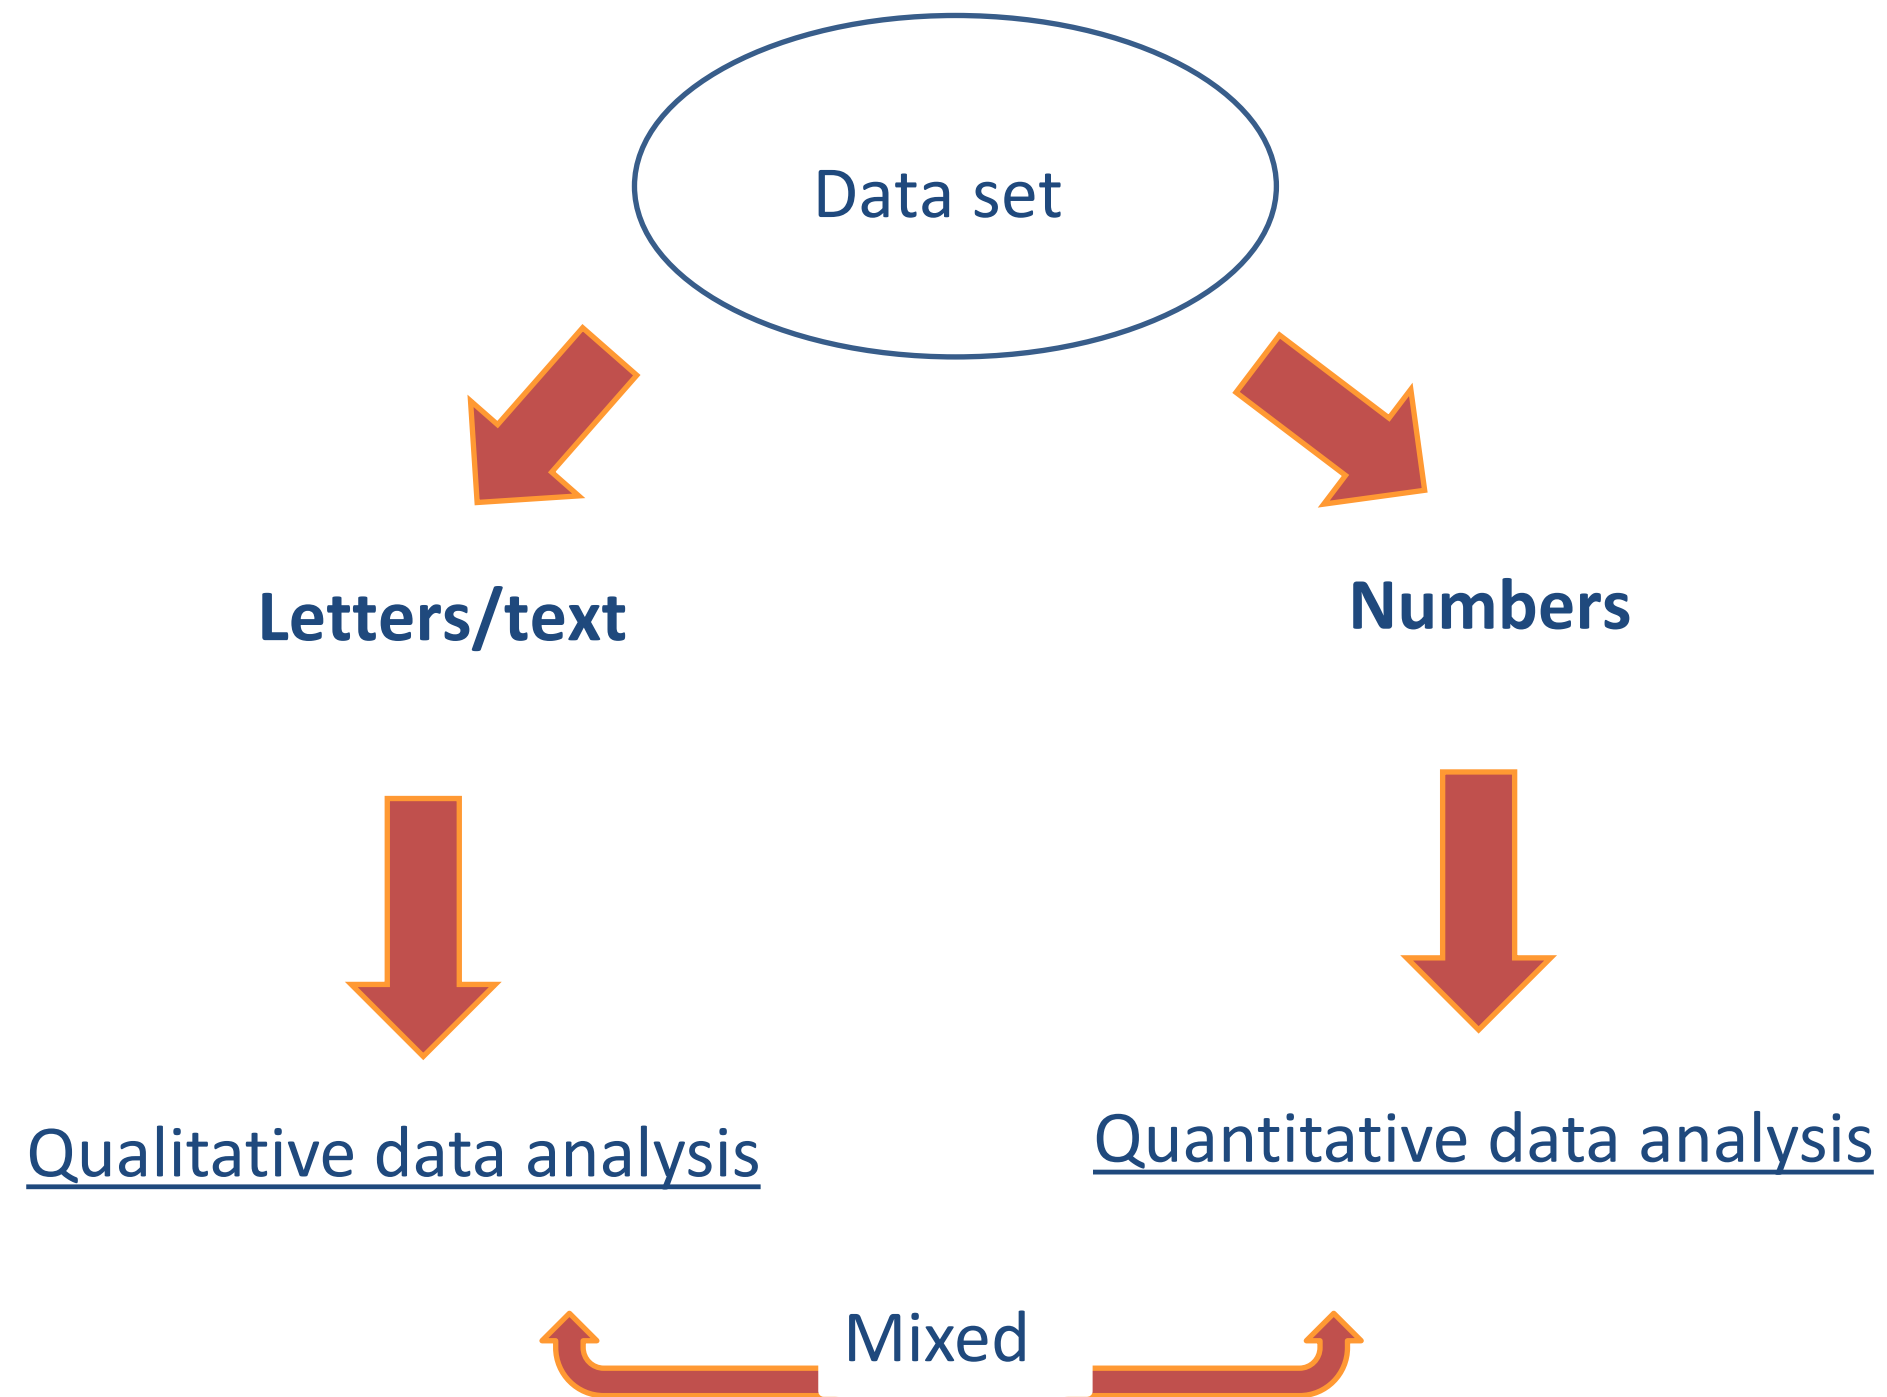 Data set
Letters/text
Numbers
Qualitative data analysis
Quantitative data analysis
Mixed